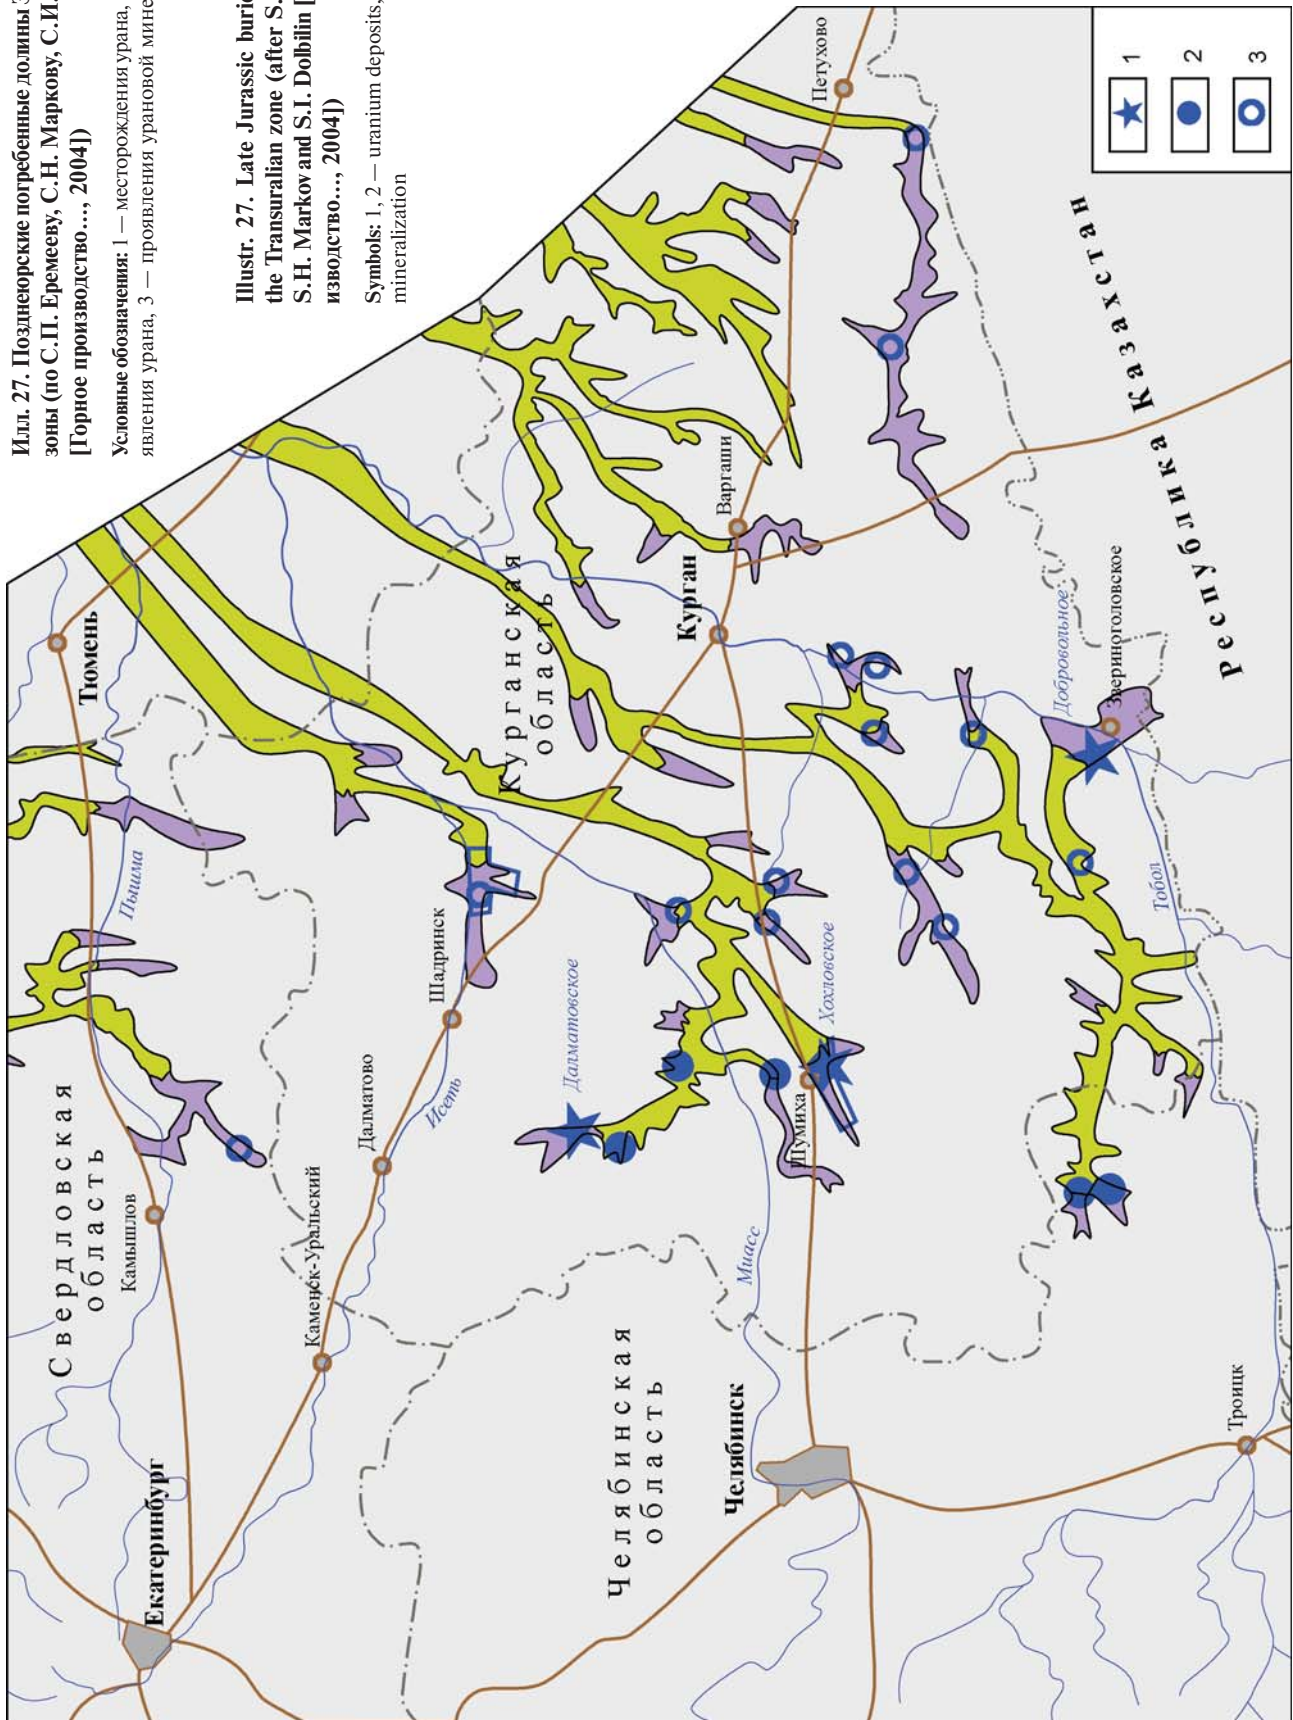 Илл. 27. Позднеюрские погребенные долины
зоны (по С.П. Еремееву, С.Н. Маркову, С.И.
[Горное производство…, 2004])
Условные обозначения: 1 — месторождения урана,
явления урана, 3 — проявления урановой
Illustr. 27. Late Jurassic
the Transuralian zone (after S.
S.H. Markov and S.I. Dolbilin [
изводство…, 2004])
Symbols: 1, 2 — uranium deposits,
mineralization
Екатеринбург
Свердловская
область
Камышлов
Пышма
Тюмень
Каменск-Уральский
Далматово
Исеть
Шадринск
Курганская
область
Челябинская
область
Челябинск
Миасс
Далматовское
Шумиха
Хохловское
Курган
Варгаши
Петухово
Троицк
Тобол
Добровольное
Звериноголовское
Республика Казахстан
1
2
3